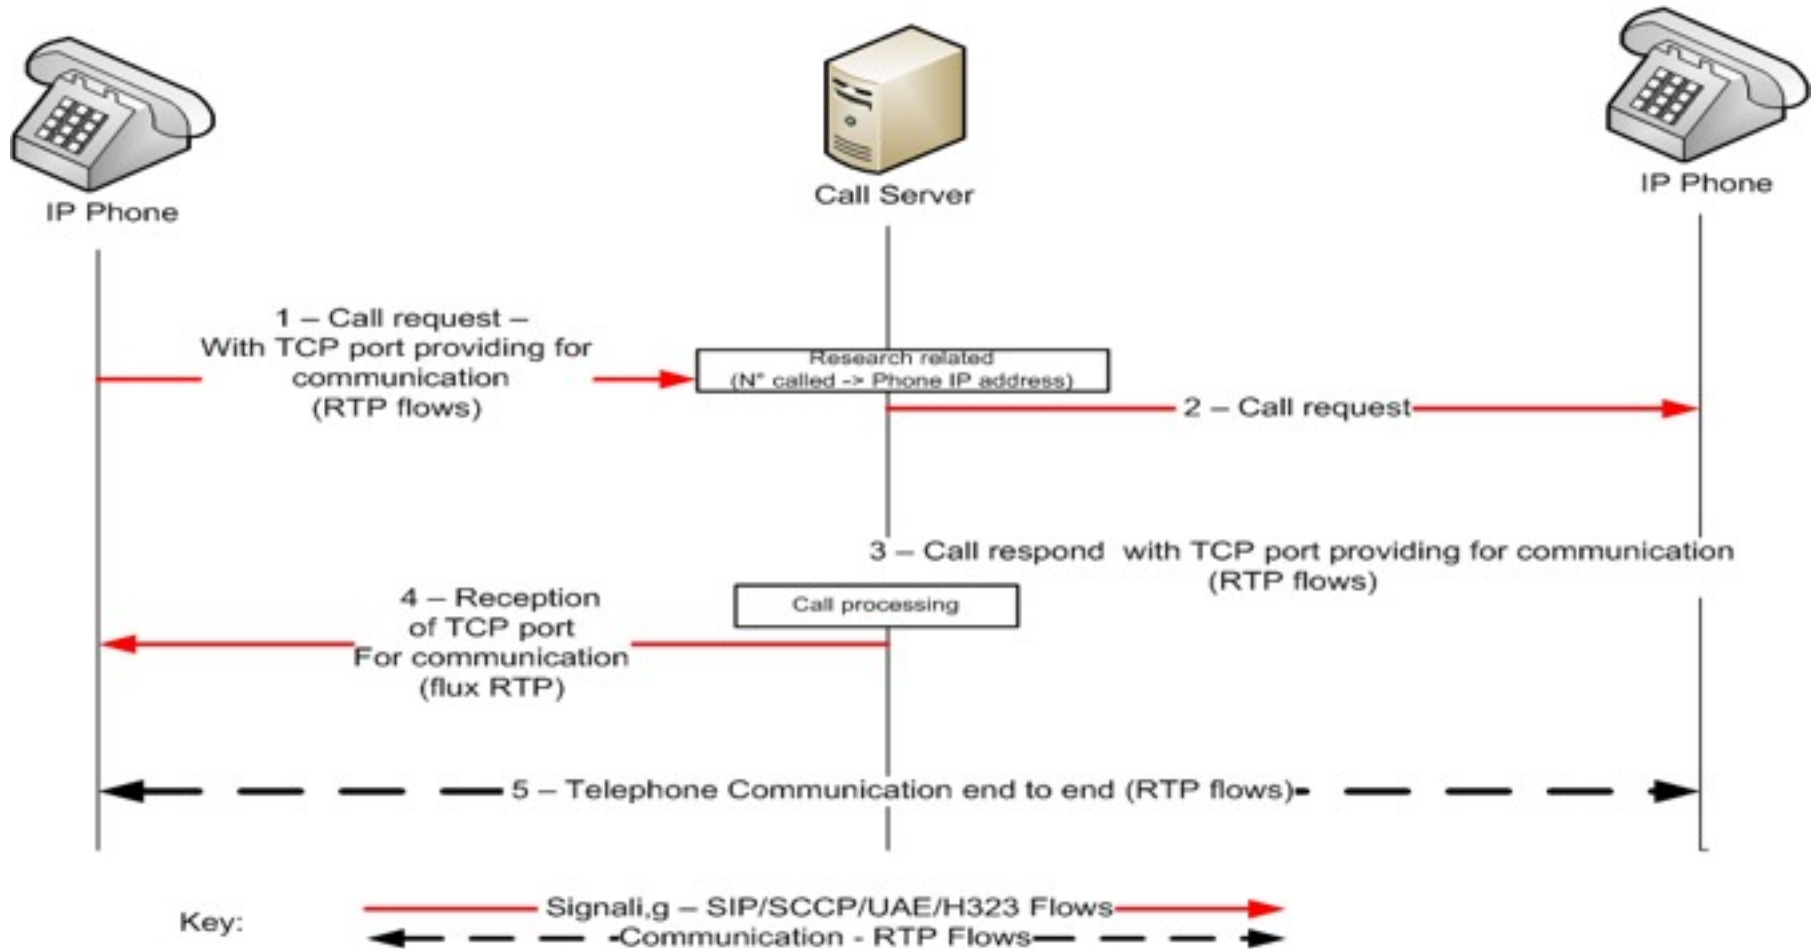 IP Phone
Call Server
IP Phone
1 – Call request –
With TCP port providing for
communication
(RTP flows)
Research related
(N° called -> Phone IP address)
2 – Call request
3 – Call respond with TCP port providing for communication
(RTP flows)
Call processing
4 – Reception
of TCP port
For communication
(flux RTP)
5 – Telephone Communication end to end (RTP flows)
Key:
Signali,g – SIP/SCCP/UAE/H323 Flows
Communication - RTP Flows